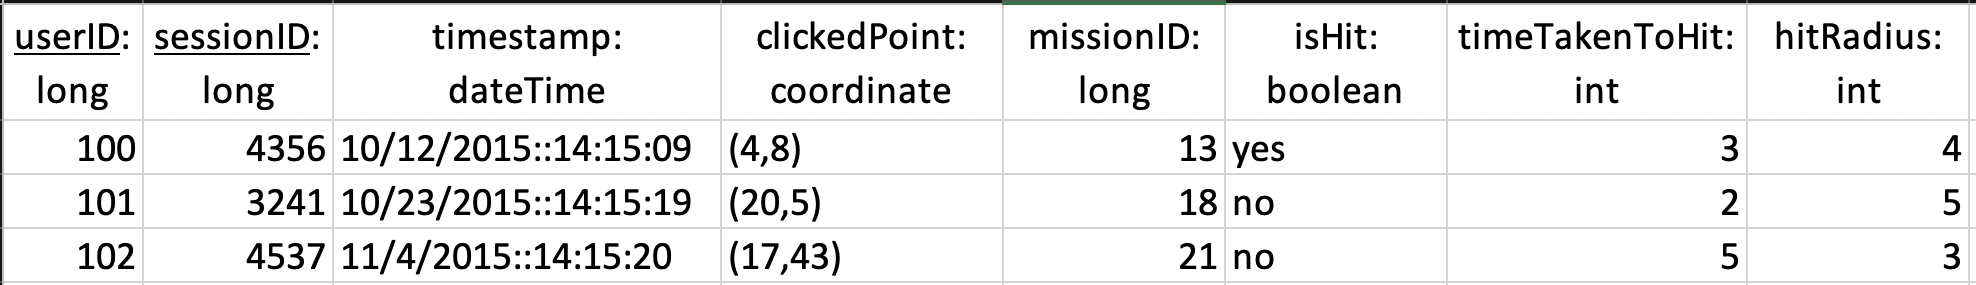 userID: sessionID: timestamp: clickedPoint: missionID: isHit: timeTakenToHit: hitRadius:
long long dateTime coordinate long boolean int int
100 4356 10/12/2015::14:15:09 (4,8) 13 yes 3 4
101 3241 10/23/2015::14:15:19 (20,5) 18 no 2 5
102 4537 11/4/2015::14:15:20 (17,43) 21 no 5 3